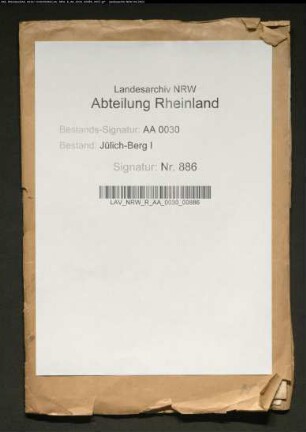 Landesarchiv NRW
Abteilung Rheinland
Bestands-Signatur: AA 0030
Bestand: Jülich-Berg I
Signatur: Nr. 886
LAV_NRW_R_AA_0030_00886